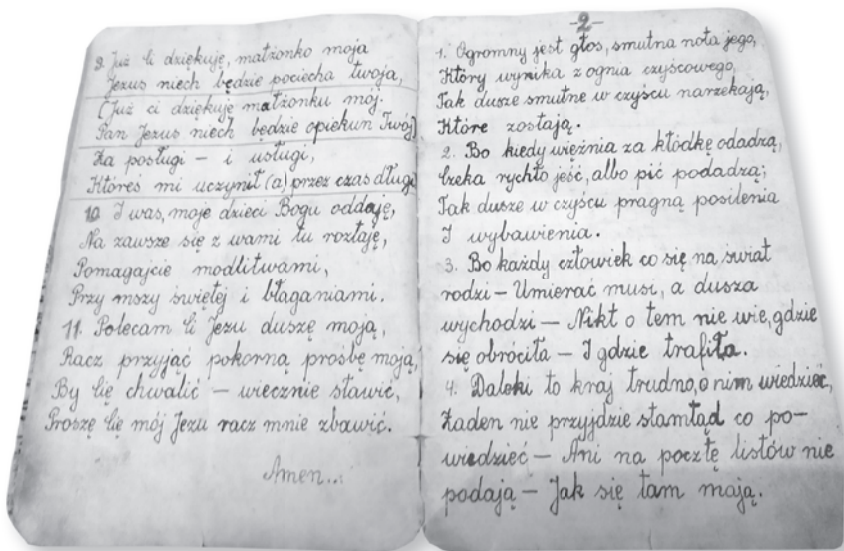 9. Już Ci dziękuję, małżonko moja
Jezus niech będzie pociecha twoja,
(Już ci dziękuję małżonku mój.
Pan Jezus niech będzie opiekun Twój)
Za posługi – i usługi,
Któreś mi uczynił (a) przez czas długi
10. I was, moje dzieci Bogu oddaję,
Na zawsze się z wami tu roztaję,
Pomagajcie modlitwami,
Przy mszy świętej i błaganiami.
11. Polecam Ci Jezu duszę moją,
Racz przyjąć pokorną prośbę moją,
By Cię chwalić – wiecznie sławić,
Proszę Cię mój Jezu racz mnie zbawić.
Amen...
-2-
1. Ogromny jest głos, smutna nota jego,
Który wynika z ognia czyścowego,
Tak dusze smutne w czyścu narzekają,
Które zostają.
2. Bo kiedy więźnia za kłódkę odadzą,
Czeka rychło jeść, albo pić podadzą;
Tak dusze w czyścu pragną posilenia
I wybawienia.
3. Bo każdy człowiek co się na świat
rodzi – Umierać musi, a dusza
wychodzi – Nikt o tem nie wie, gdzie
się obróciła – I gdzie trafiła.
4. Daleki to kraj trudno, o nim wiedzieć,
Żaden nie przyjdzie stamtąd co po-
wiedzieć – Ani na pocztę listów nie
podają – Jak się tam mają.